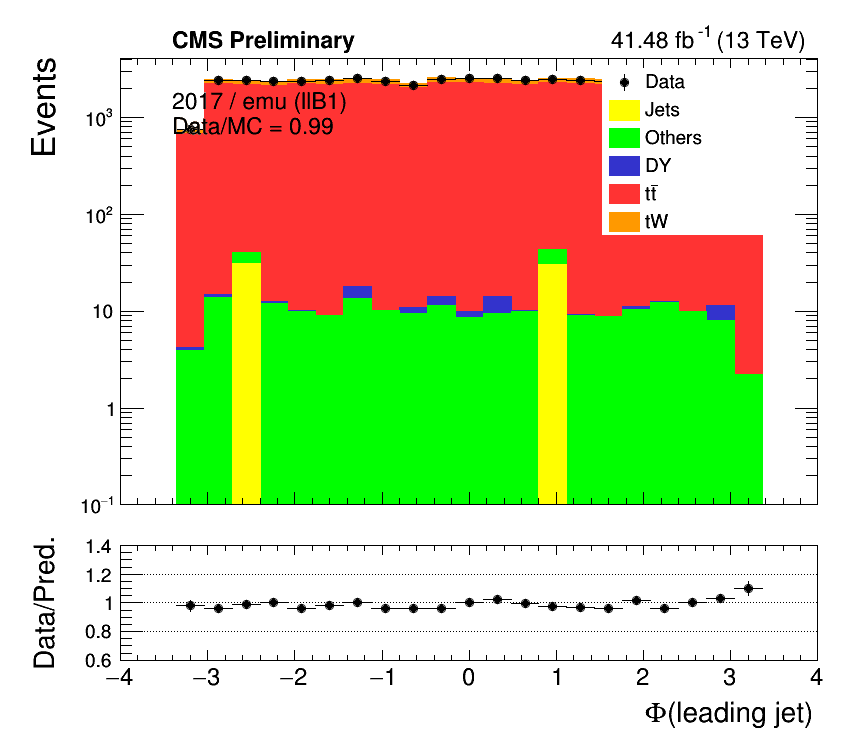 CMS Preliminary 41.48 fb⁻¹ (13 TeV)
Events
2017 / emu (IIB1)
Data/MC = 0.99
Data
Jets
Others
DY
tt̄
tW
10³
10²
10
1
10⁻¹
Data/Pred.
1.4
1.2
1
0.8
0.6
−4 −3 −2 −1 0 1 2 3 4
Φ(leading jet)